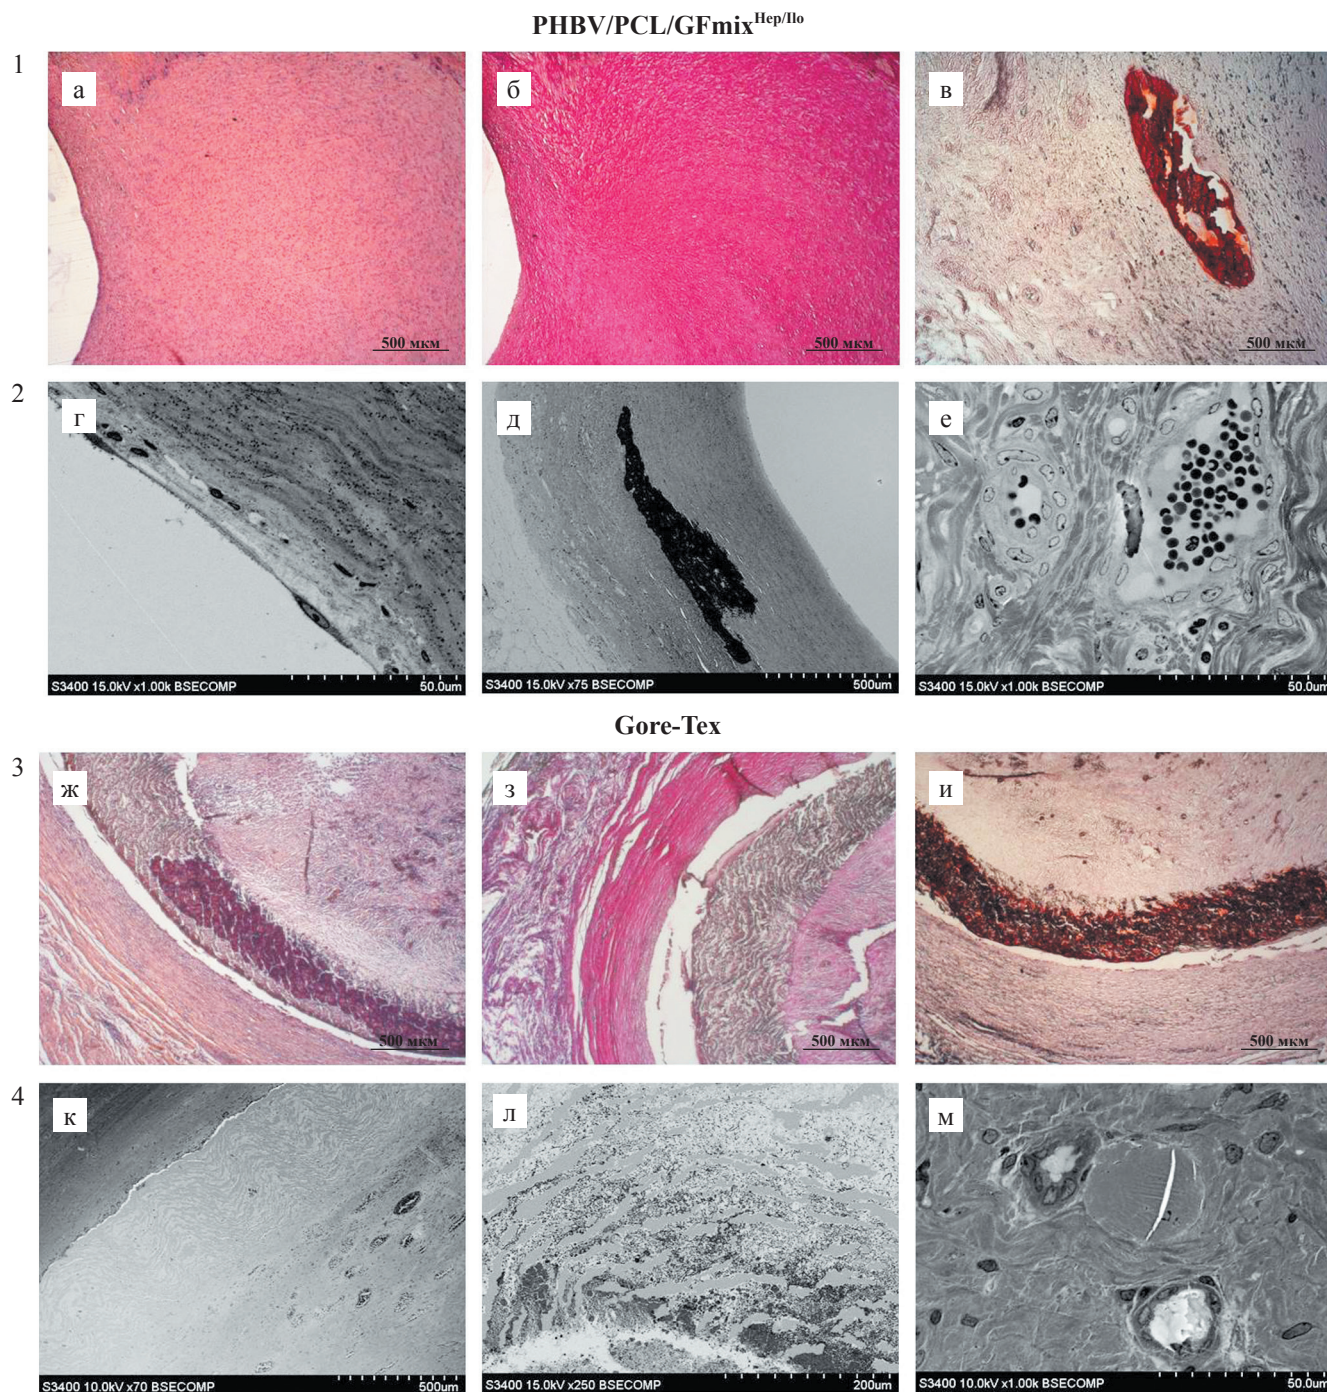 PHBV/PCL/GFmix^Hep/Ilo
1
а
б
в
500 мкм
500 мкм
500 мкм
2
г
д
е
S3400 15.0kV x1.00k BSECOMP 50.0um
S3400 15.0kV x75 BSECOMP 500um
S3400 15.0kV x1.00k BSECOMP 50.0um
Gore-Tex
3
ж
з
и
500 мкм
500 мкм
500 мкм
4
к
л
м
S3400 10.0kV x70 BSECOMP 500um
S3400 15.0kV x250 BSECOMP 200um
S3400 10.0kV x1.00k BSECOMP 50.0um